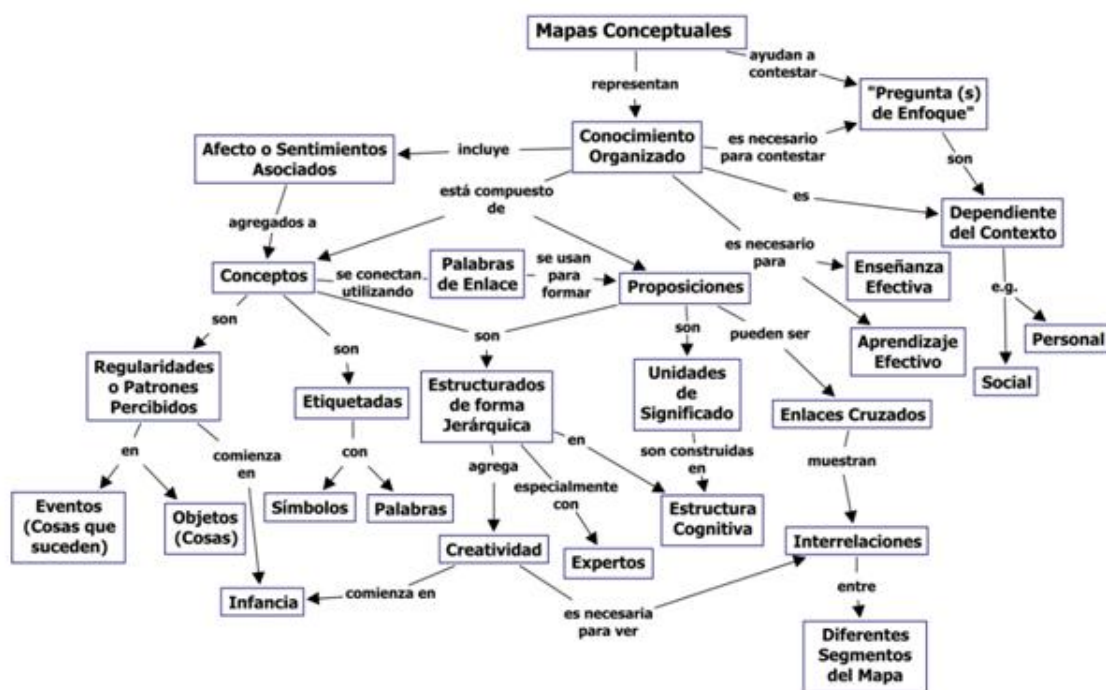 Mapas Conceptuales
ayudan a
contestar
representan
"Pregunta (s)
de Enfoque"
Conocimiento
Organizado
es necesario
para contestar
incluye
Afecto o Sentimientos
Asociados
son
está compuesto
de
es
Dependiente
del Contexto
agregados a
es necesario
para
Conceptos
se conectan
utilizando
Palabras
de Enlace
se usan
para
formar
Proposiciones
Enseñanza
Efectiva
e.g.
son
son
son
son
pueden ser
Aprendizaje
Efectivo
Personal
Social
Regularidades
o Patrones
Percibidos
Etiquetadas
Estructurados
de forma
Jerárquica
Unidades
de
Significado
Enlaces Cruzados
en
comienza
en
con
agrega
especialmente
con
en
son construidas
en
muestran
Eventos
(Cosas que
suceden)
Objetos
(Cosas)
Símbolos
Palabras
Estructura
Cognitiva
Creatividad
Expertos
Interrelaciones
Infancia
comienza en
es necesaria
para ver
entre
Diferentes
Segmentos
del Mapa